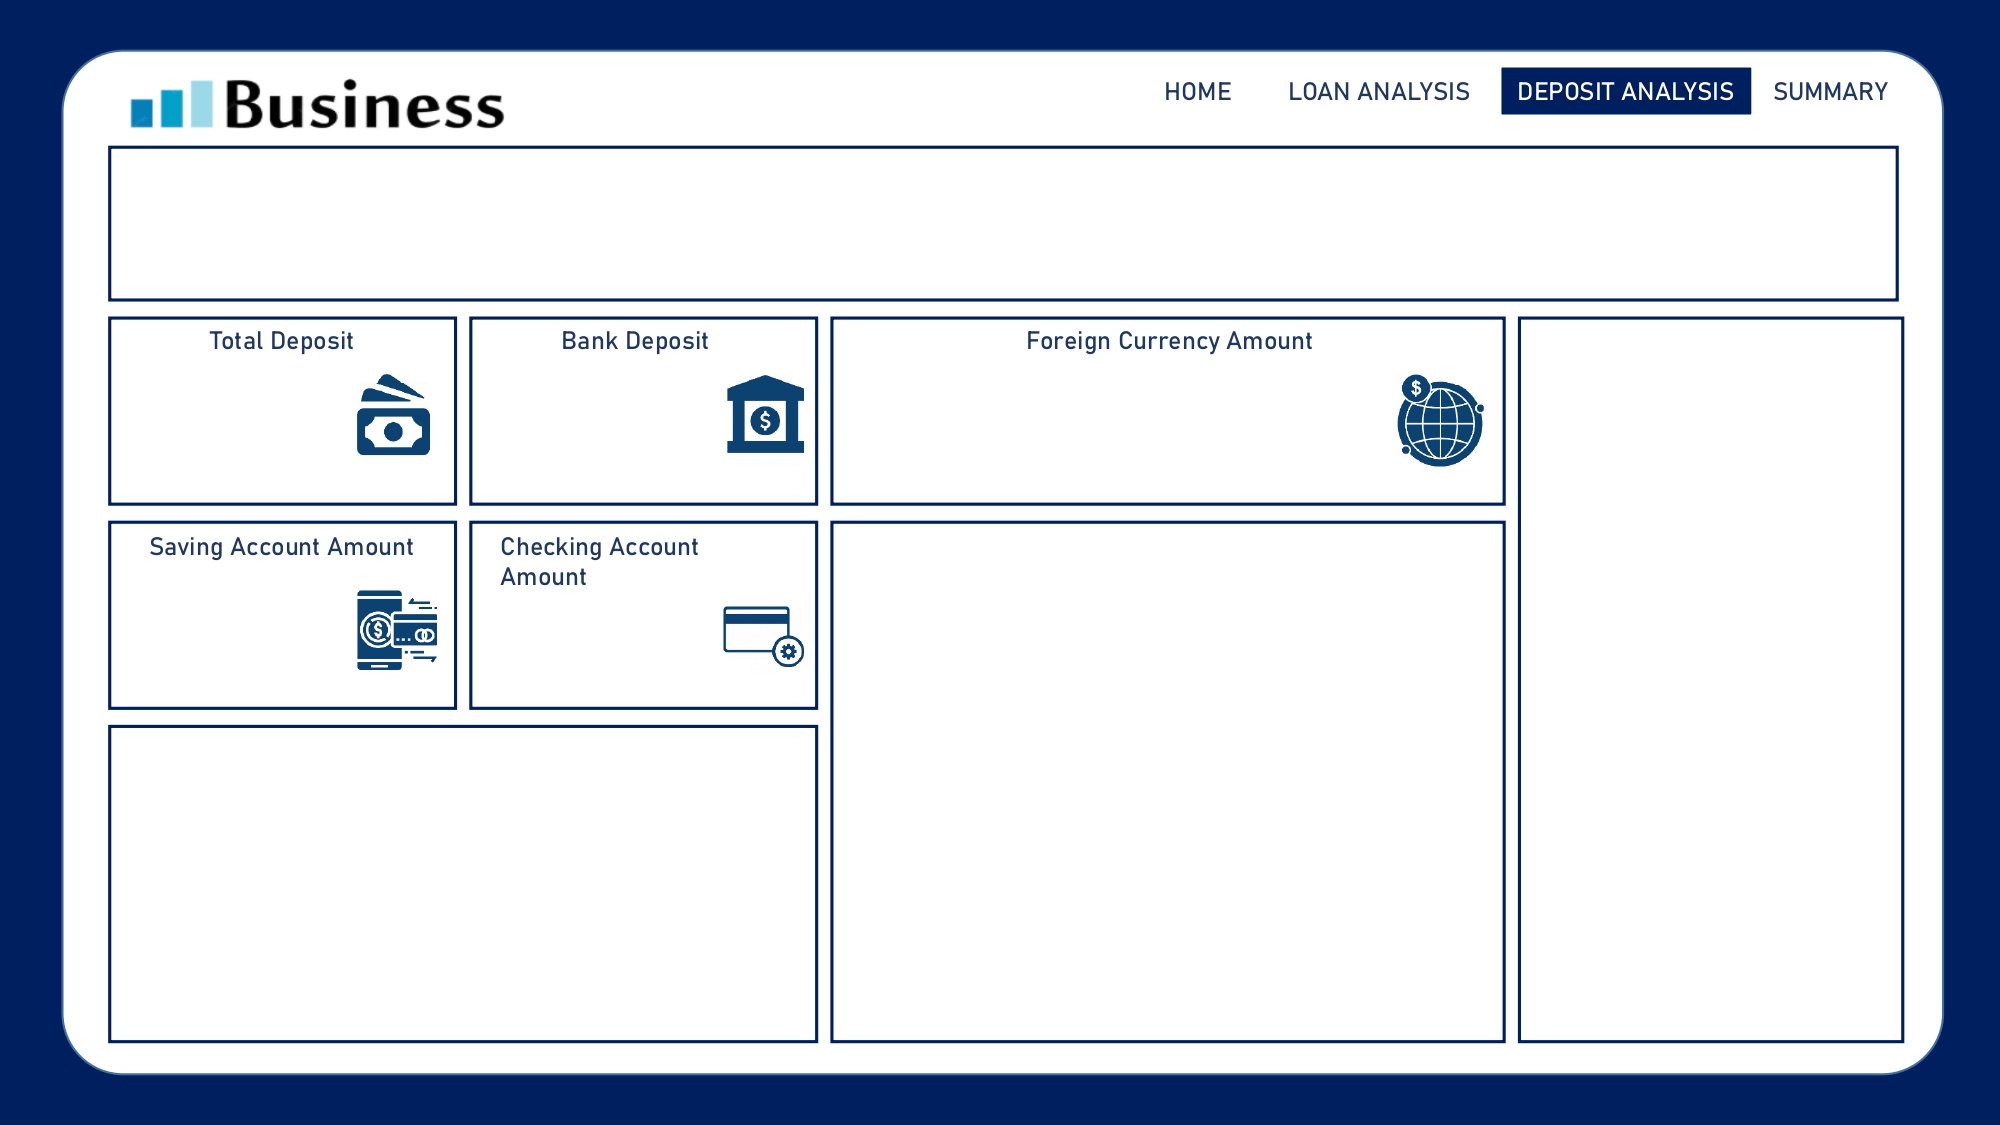 Business
HOME
LOAN ANALYSIS
DEPOSIT ANALYSIS
SUMMARY
Total Deposit
Bank Deposit
Foreign Currency Amount
Saving Account Amount
Checking Account
Amount